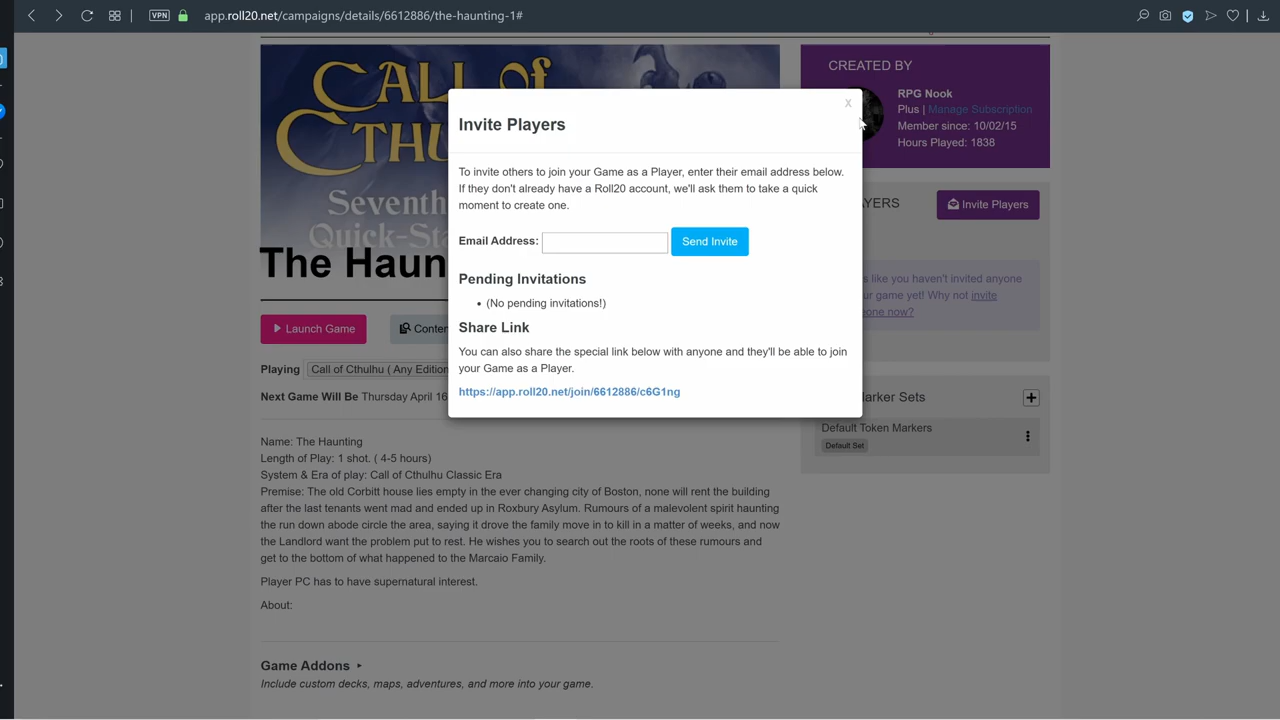 VPN
app.roll20.net/campaigns/details/6612886/the-haunting-1#
CALL of
CTHU
Seventh
Quick-Sta
The Haun
CREATED BY
RPG Nook
Plus | Manage Subscription
Member since: 10/02/15
Hours Played: 1838
x
Invite Players
To invite others to join your Game as a Player, enter their email address below.
If they don't already have a Roll20 account, we'll ask them to take a quick
moment to create one.
Email Address:
Send Invite
Pending Invitations
• (No pending invitations!)
Share Link
You can also share the special link below with anyone and they'll be able to join
your Game as a Player.
https://app.roll20.net/join/6612886/c6G1ng
YERS
Invite Players
s like you haven't invited anyone
ur game yet! Why not invite
one now?
Launch Game
Conten
Playing
Call of Cthulhu ( Any Edition
Next Game Will Be Thursday April 16
arker Sets
Default Token Markers
Default Set
Name: The Haunting
Length of Play: 1 shot. ( 4-5 hours)
System & Era of play: Call of Cthulhu Classic Era
Premise: The old Corbitt house lies empty in the ever changing city of Boston, none will rent the building
after the last tenants went mad and ended up in Roxbury Asylum. Rumours of a malevolent spirit haunting
the run down abode circle the area, saying it drove the family move in to kill in a matter of weeks, and now
the Landlord want the problem put to rest. He wishes you to search out the roots of these rumours and
get to the bottom of what happened to the Marcaio Family.
Player PC has to have supernatural interest.
About:
Game Addons
Include custom decks, maps, adventures, and more into your game.